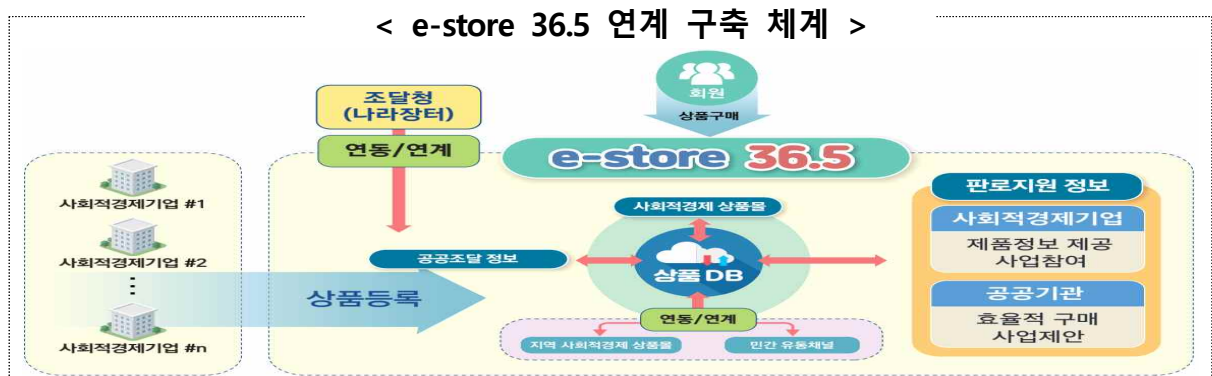 < e-store 36.5 연계 구축 체계 >
회원
상품구매
조달청
(나라장터)
연동/연계
e-store 36.5
사회적경제기업 #1
사회적경제기업 #2
⋮
사회적경제기업 #n
상품등록
공공조달 정보
사회적경제 상품몰
상품 DB
연동/연계
지역 사회적경제 상품몰
민간 유통채널
판로지원 정보
사회적경제기업
제품정보 제공
사업참여
공공기관
효율적 구매
사업제안